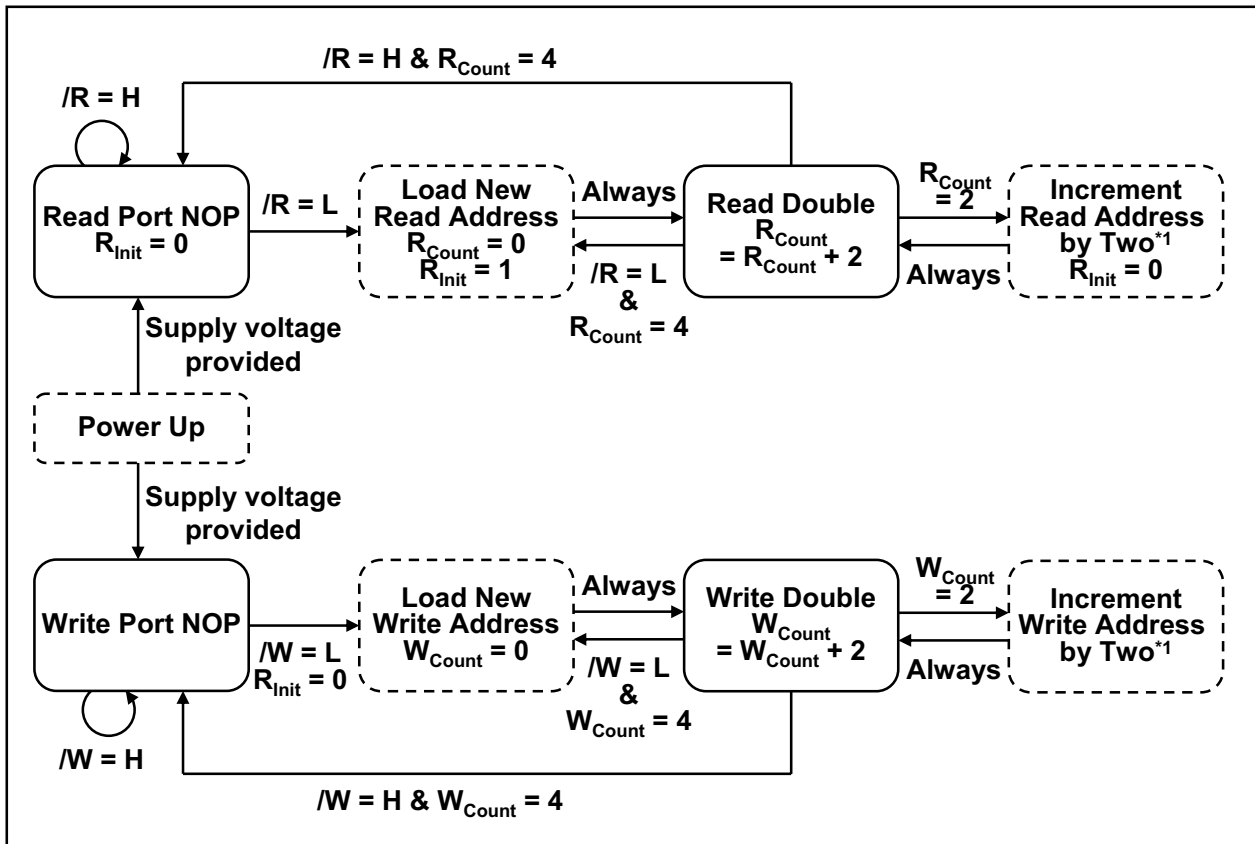 /R = H & R_Count = 4
/R = H
Read Port NOP
R_Init = 0
/R = L
Load New
Read Address
R_Count = 0
R_Init = 1
Always
/R = L
&
R_Count = 4
Read Double
R_Count
= R_Count + 2
R_Count
= 2
Always
Increment
Read Address
by Two*1
R_Init = 0
Supply voltage
provided
Power Up
Supply voltage
provided
Write Port NOP
/W = L
R_Init = 0
Load New
Write Address
W_Count = 0
Always
/W = L
&
W_Count = 4
Write Double
W_Count
= W_Count + 2
W_Count
= 2
Always
Increment
Write Address
by Two*1
/W = H
/W = H & W_Count = 4